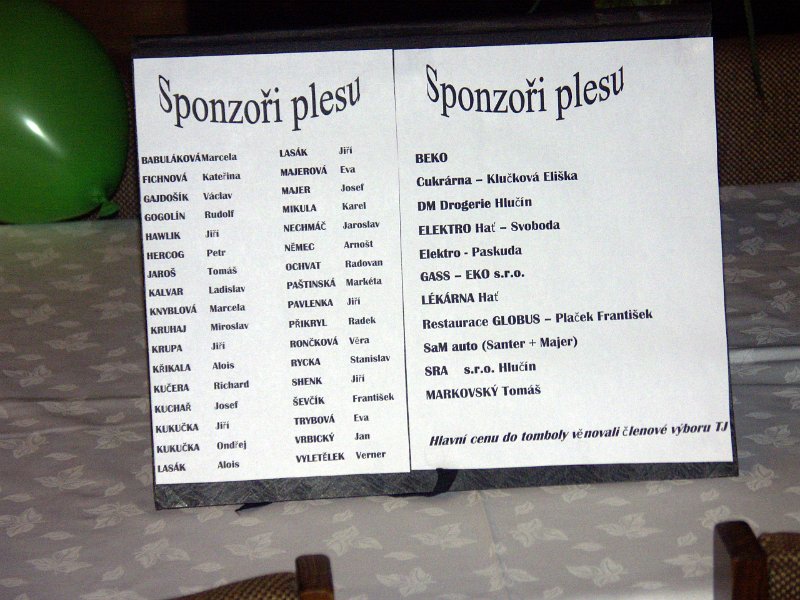 Sponzoři plesu
BABULÁKOVÁ Marcela
FICHNOVÁ Kateřina
GAJDOŠÍK Václav
GOGOLÍN Rudolf
HAWLIK Jiří
HERCOG Petr
JAROŠ Tomáš
KALVAR Ladislav
KNYBLOVÁ Marcela
KRUHAJ Miroslav
KRUPA Jiří
KŘIKALA Alois
KUČERA Richard
KUCHAŘ Josef
KUKUČKA Jiří
KUKUČKA Ondřej
LASÁK Alois
LASÁK Jiří
MAJEROVÁ Eva
MAJER Josef
MIKULA Karel
NECHMÁČ Jaroslav
NĚMEC Arnošt
OCHVAT Radovan
PAŠTINSKÁ Markéta
PAVLENKA Jiří
PŘIKRYL Radek
RONČKOVÁ Věra
RYCKA Stanislav
SHENK Jiří
ŠEVČÍK František
TRYBOVÁ Eva
VRBICKÝ Jan
VYLETĚLEK Verner
Sponzoři plesu
BEKO
Cukrárna – Klučková Eliška
DM Drogerie Hlučín
ELEKTRO Hať – Svoboda
Elektro - Paskuda
GASS – EKO s.r.o.
LÉKÁRNA Hať
Restaurace GLOBUS – Plaček František
SaM auto (Santer + Majer)
SRA s.r.o. Hlučín
MARKOVSKÝ Tomáš
Hlavní cenu do tomboly věnovali členové výboru TJ